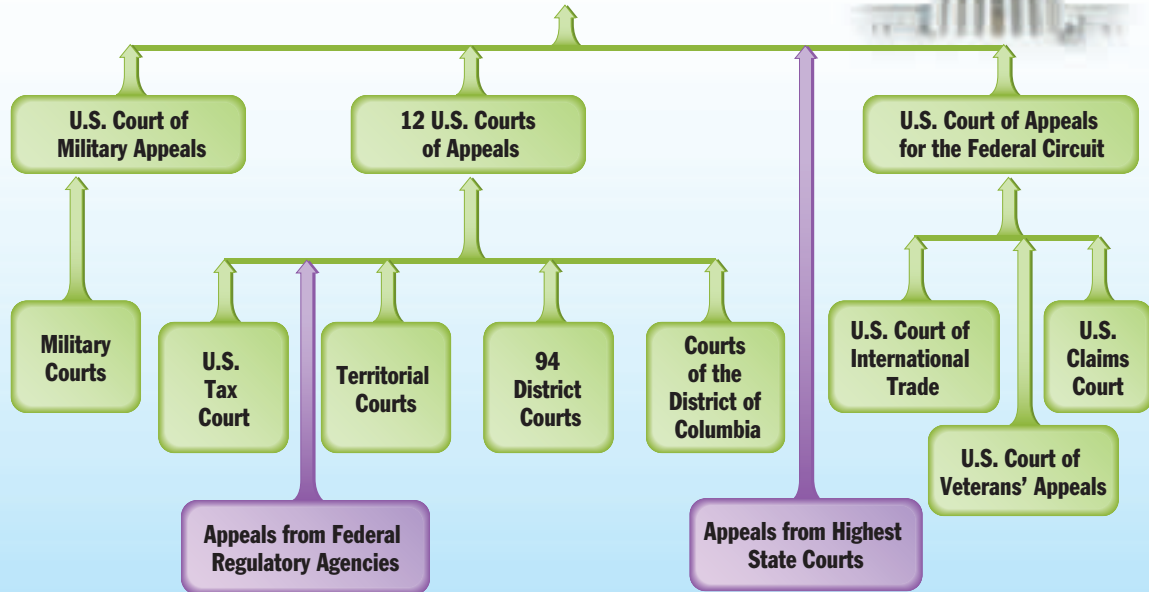 U.S. Court of
Military Appeals
12 U.S. Courts
of Appeals
U.S. Court of Appeals
for the Federal Circuit
Military
Courts
U.S.
Tax
Court
Territorial
Courts
94
District
Courts
Courts
of the
District of
Columbia
U.S. Court of
International
Trade
U.S.
Claims
Court
U.S. Court of
Veterans’ Appeals
Appeals from Federal
Regulatory Agencies
Appeals from Highest
State Courts